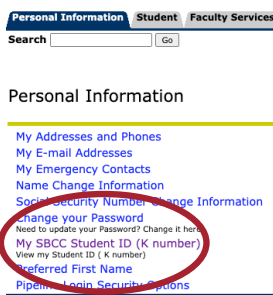 Personal Information Student Faculty Services
Search Go
Personal Information
My Addresses and Phones
My E-mail Addresses
My Emergency Contacts
Name Change Information
Social Security Number Change Information
Change your Password
Need to update your Password? Change it here
My SBCC Student ID (K number)
View my Student ID ( K number)
Preferred First Name
Pipeline Login Security Options